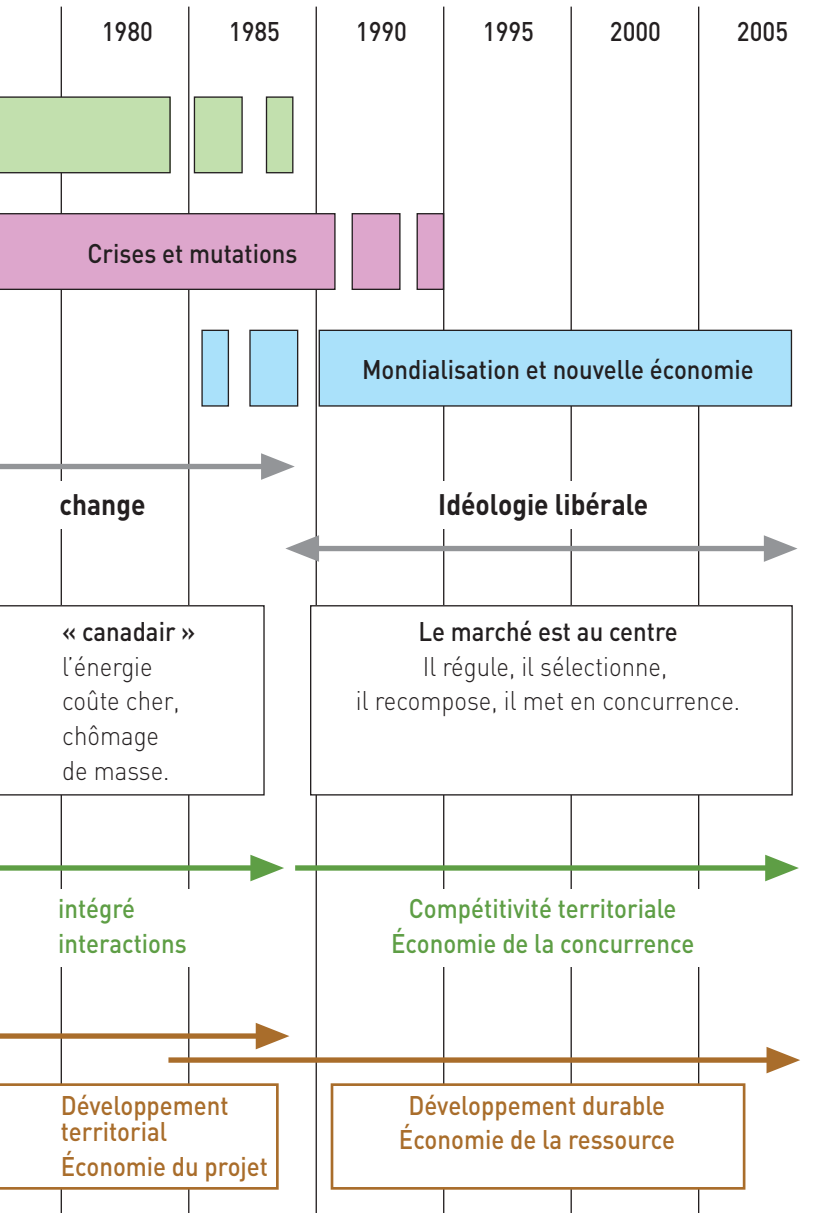 1980 1985 1990 1995 2000 2005
Crises et mutations
Mondialisation et nouvelle économie
change
Idéologie libérale
« canadair »
l'énergie
coûte cher,
chômage
de masse.
Le marché est au centre
Il régule, il sélectionne,
il recompose, il met en concurrence.
intégré
interactions
Compétitivité territoriale
Économie de la concurrence
Développement
territorial
Économie du projet
Développement durable
Économie de la ressource